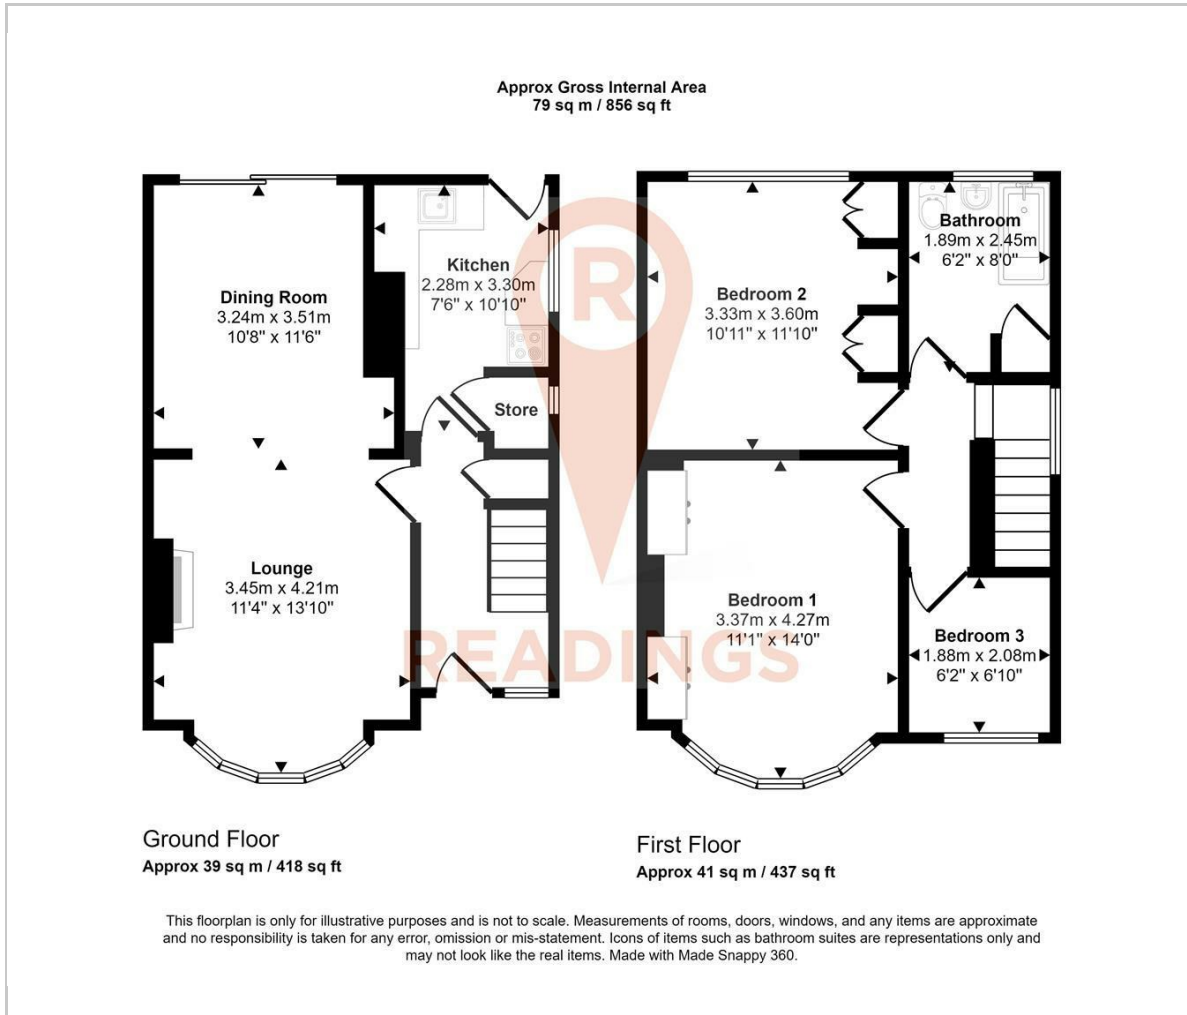 Approx Gross Internal Area
79 sq m / 856 sq ft
Dining Room
3.24m x 3.51m
10'8" x 11'6"
Kitchen
2.28m x 3.30m
7'6" x 10'10"
Store
Lounge
3.45m x 4.21m
11'4" x 13'10"
Bedroom 2
3.33m x 3.60m
10'11" x 11'10"
Bathroom
1.89m x 2.45m
6'2" x 8'0"
Bedroom 1
3.37m x 4.27m
11'1" x 14'0"
Bedroom 3
1.88m x 2.08m
6'2" x 6'10"
R
READINGS
Ground Floor
Approx 39 sq m / 418 sq ft
First Floor
Approx 41 sq m / 437 sq ft
This floorplan is only for illustrative purposes and is not to scale. Measurements of rooms, doors, windows, and any items are approximate
and no responsibility is taken for any error, omission or mis-statement. Icons of items such as bathroom suites are representations only and
may not look like the real items. Made with Made Snappy 360.